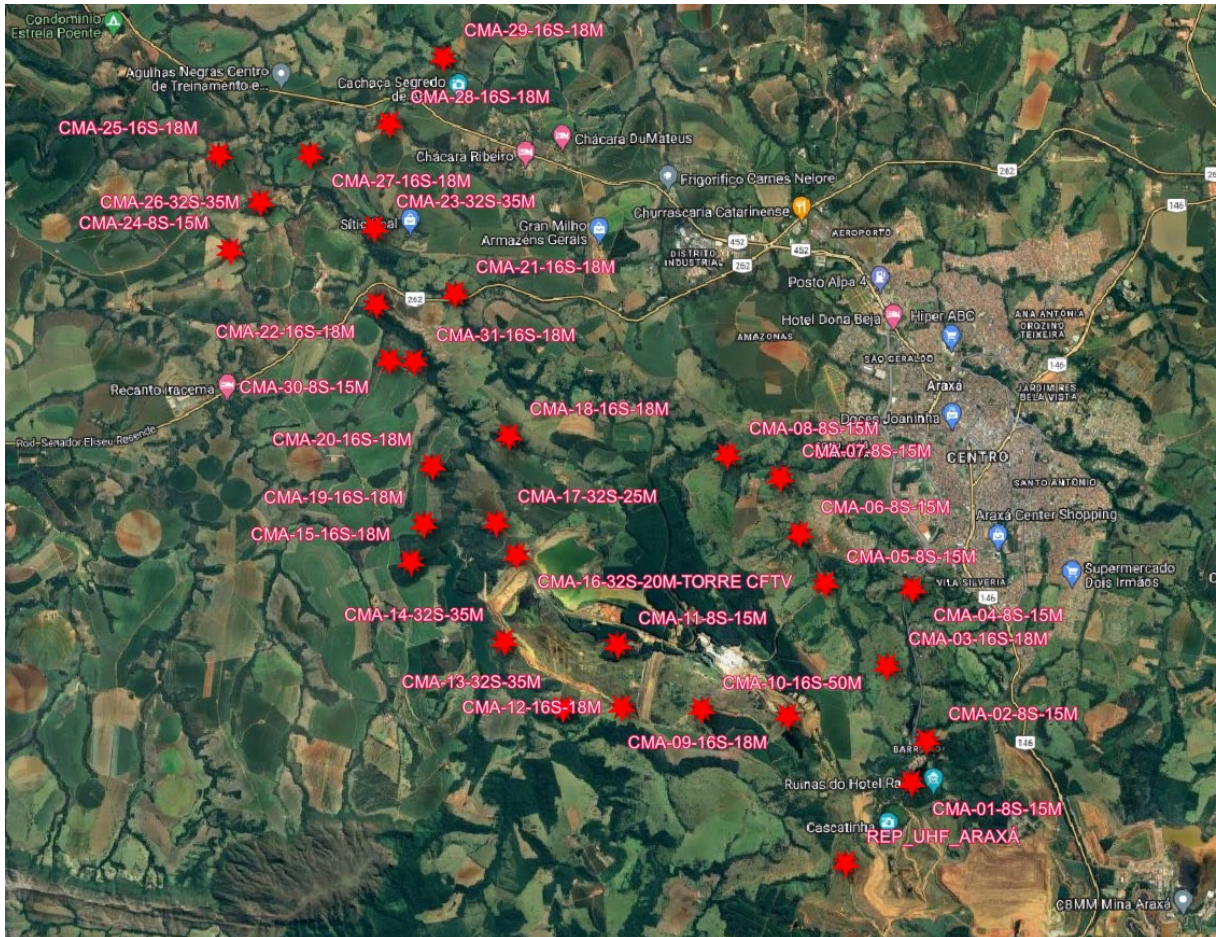 Condomínio
Estrela Poente
CMA-29-16S-18M
Agulhas Negras Centro
de Treinamento e...
Cachaça Segredo
de
CMA-28-16S-18M
CMA-25-16S-18M
Chácara DuMateus
Chácara Ribeiro
262
CMA-27-16S-18M
Frigorífico Carnes Nelore
CMA-26-32S-35M
CMA-23-32S-35M
146
CMA-24-8S-15M
Churrascaria Catarinense
Gran Milho
Armazéns Gerais
AEROPORTO
452
452
DISTRITO
INDUSTRIAL
262
CMA-21-16S-18M
Posto Alpa 4
262
Hotel Dona Beja
Hiper ABC
ANA ANTÔNIA
OROZINO
TEIXEIRA
CMA-22-16S-18M
CMA-31-16S-18M
AMAZONAS
SÃO GERALDO
146
Recanto Iracema
CMA-30-8S-15M
Araxá
JARDIM RES.
BELA VISTA
CMA-18-16S-18M
Doces Joaninha
Rod. Senador Eliseu Resende
CMA-20-16S-18M
CMA-08-8S-15M
CMA-07-8S-15M
CENTRO
SANTO ANTÔNIO
CMA-19-16S-18M
CMA-17-32S-25M
CMA-06-8S-15M
Araxá Center Shopping
CMA-15-16S-18M
CMA-05-8S-15M
CMA-16-32S-20M-TORRE CFTV
VILA SILVÉRIA
Supermercado
Dois Irmãos
146
CMA-14-32S-35M
CMA-11-8S-15M
CMA-04-8S-15M
CMA-03-16S-18M
CMA-13-32S-35M
CMA-10-16S-50M
CMA-12-16S-18M
CMA-02-8S-15M
CMA-09-16S-18M
146
Ruínas do Hotel Ra
CMA-01-8S-15M
Cascatinha
REP_UHF_ARAXÁ
CBMM Mina Araxá